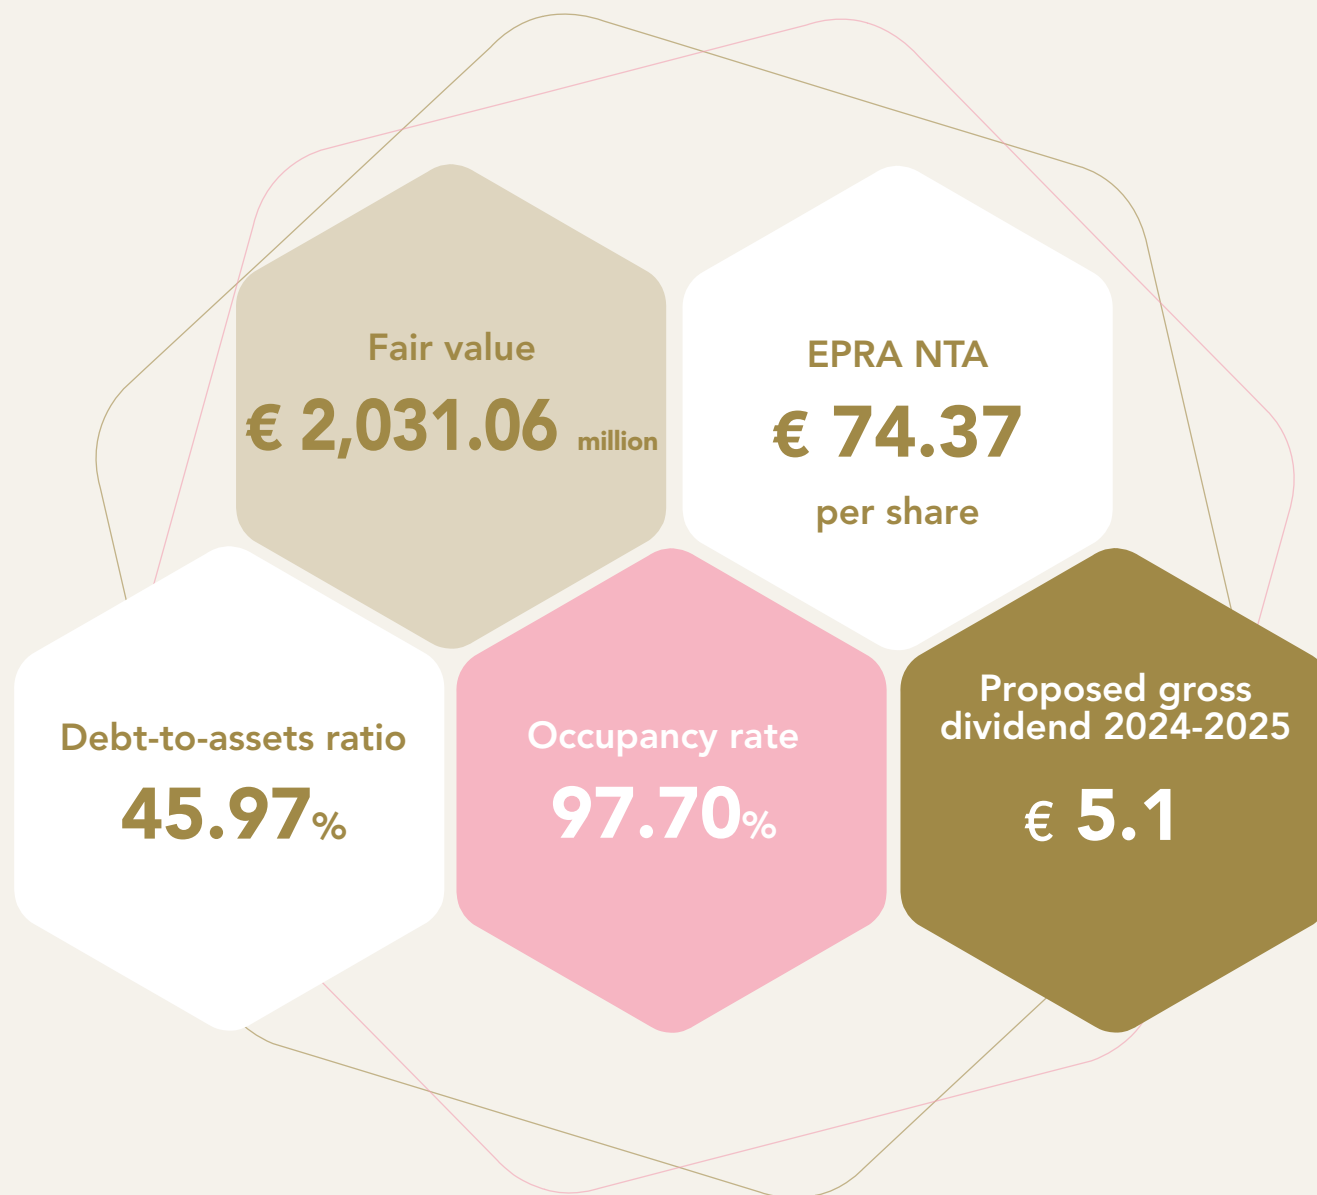 Fair value
€ 2,031.06 million
EPRA NTA
€ 74.37
per share
Debt-to-assets ratio
45.97%
Occupancy rate
97.70%
Proposed gross
dividend 2024-2025
€ 5.1